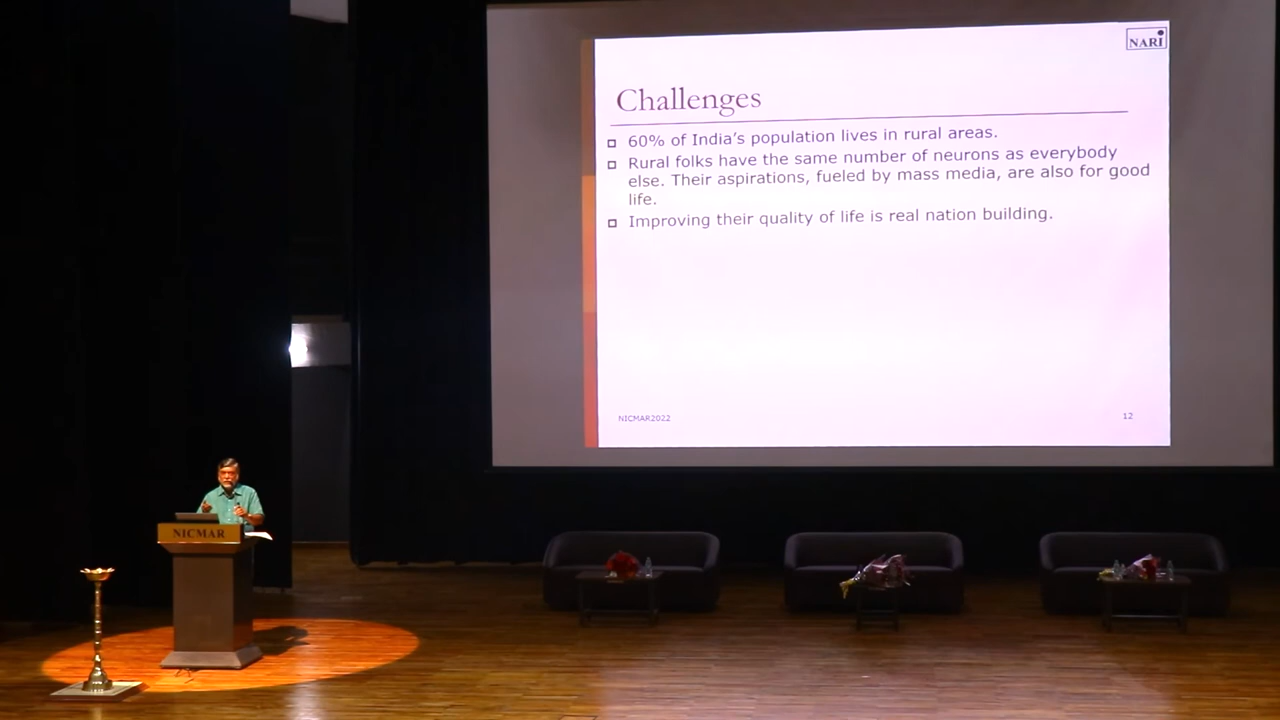 NARI
Challenges
60% of India's population lives in rural areas.
Rural folks have the same number of neurons as everybody
else. Their aspirations, fueled by mass media, are also for good
life.
Improving their quality of life is real nation building.
NICMAR2022
12
NICMAR